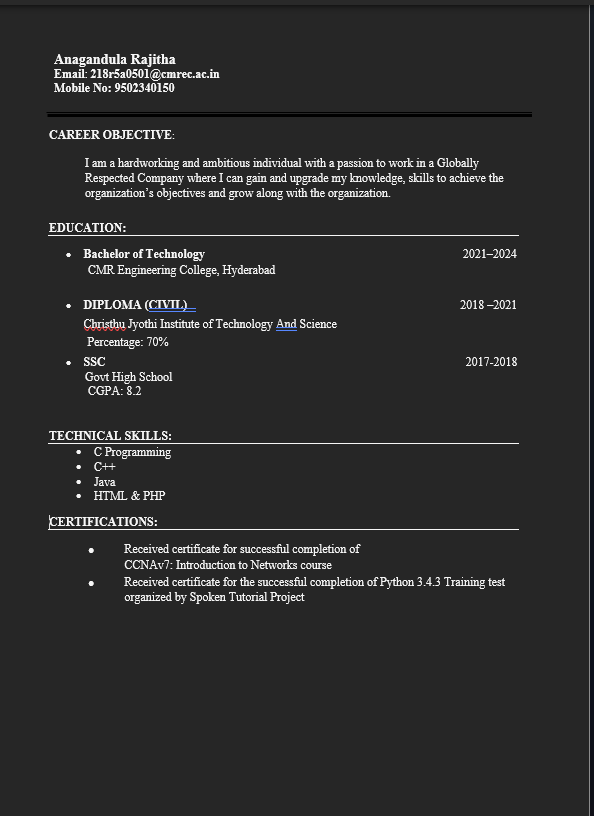 Anagandula Rajitha
Email: 218r5a0501@cmrec.ac.in
Mobile No: 9502340150
CAREER OBJECTIVE:
I am a hardworking and ambitious individual with a passion to work in a Globally
Respected Company where I can gain and upgrade my knowledge, skills to achieve the
organization’s objectives and grow along with the organization.
EDUCATION:
• Bachelor of Technology 2021–2024
CMR Engineering College, Hyderabad
• DIPLOMA (CIVIL) 2018 –2021
Christhu Jyothi Institute of Technology And Science
Percentage: 70%
• SSC 2017-2018
Govt High School
CGPA: 8.2
TECHNICAL SKILLS:
• C Programming
• C++
• Java
• HTML & PHP
CERTIFICATIONS:
• Received certificate for successful completion of
CCNAv7: Introduction to Networks course
• Received certificate for the successful completion of Python 3.4.3 Training test
organized by Spoken Tutorial Project